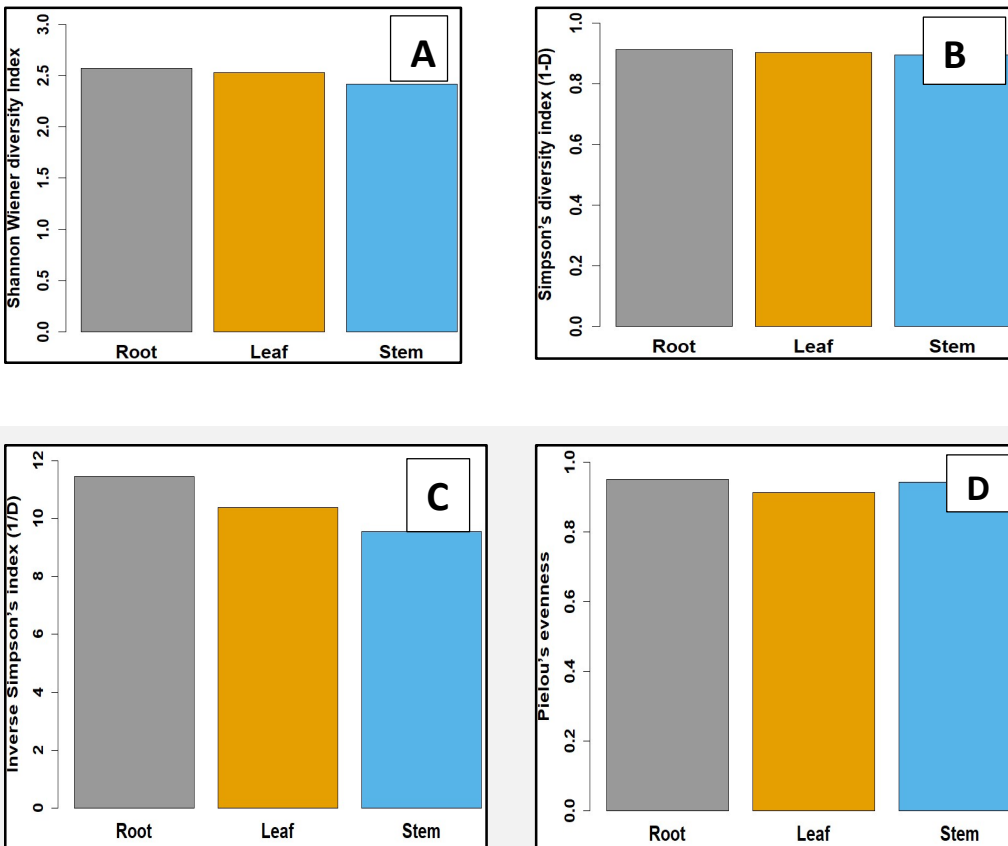 Shannon Wiener diversity Index
3.0
2.5
2.0
1.5
1.0
0.5
0.0
A
Root Leaf Stem
Simpson's diversity index (1-D)
1.0
0.8
0.6
0.4
0.2
0.0
B
Root Leaf Stem
Inverse Simpson's index (1/D)
12
10
8
6
4
2
0
C
Root Leaf Stem
Pielou's evenness
1.0
0.8
0.6
0.4
0.2
0.0
D
Root Leaf Stem